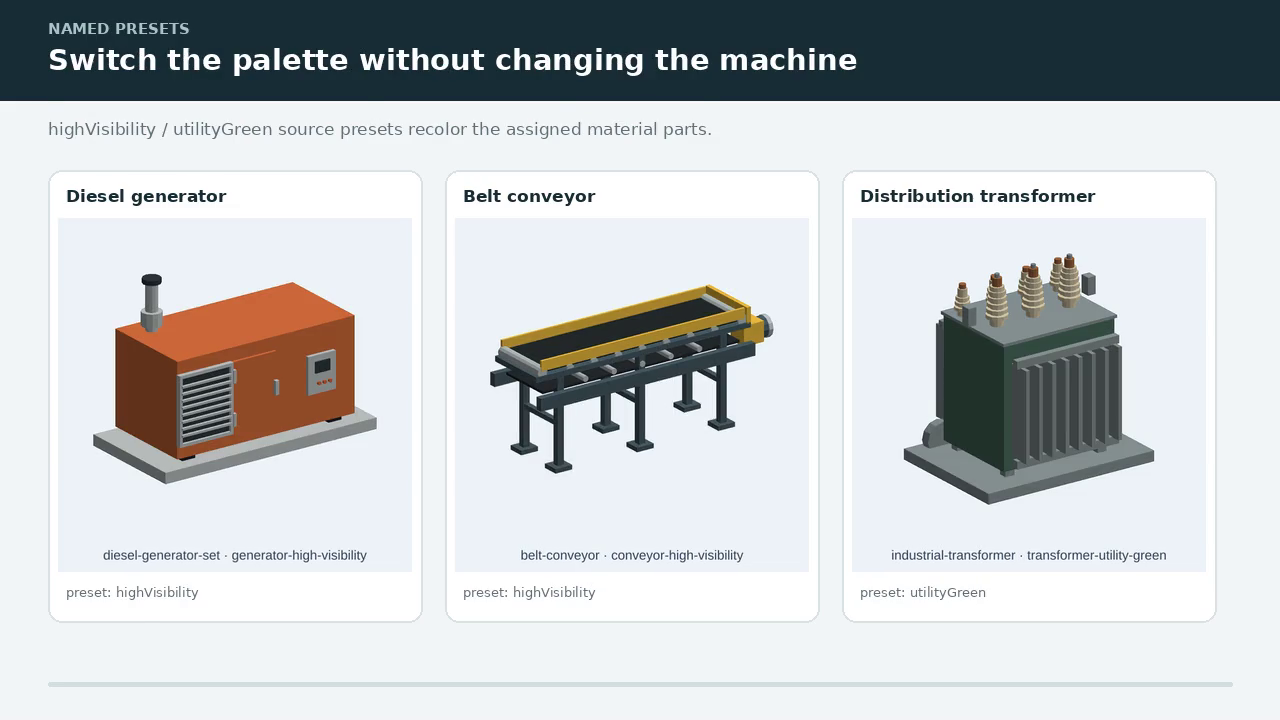 NAMED PRESETS
Switch the palette without changing the machine
highVisibility / utilityGreen source presets recolor the assigned material parts.
Diesel generator
diesel-generator-set · generator-high-visibility
preset: highVisibility
Belt conveyor
belt-conveyor · conveyor-high-visibility
preset: highVisibility
Distribution transformer
industrial-transformer · transformer-utility-green
preset: utilityGreen